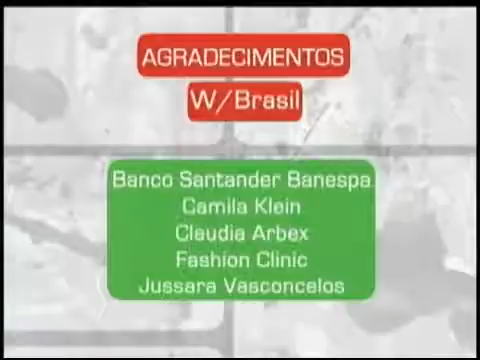 AGRADECIMENTOS
W/Brasil
Banco Santander Banespa
Camila Klein
Claudia Arbex
Fashion Clinic
Jussara Vasconcelos